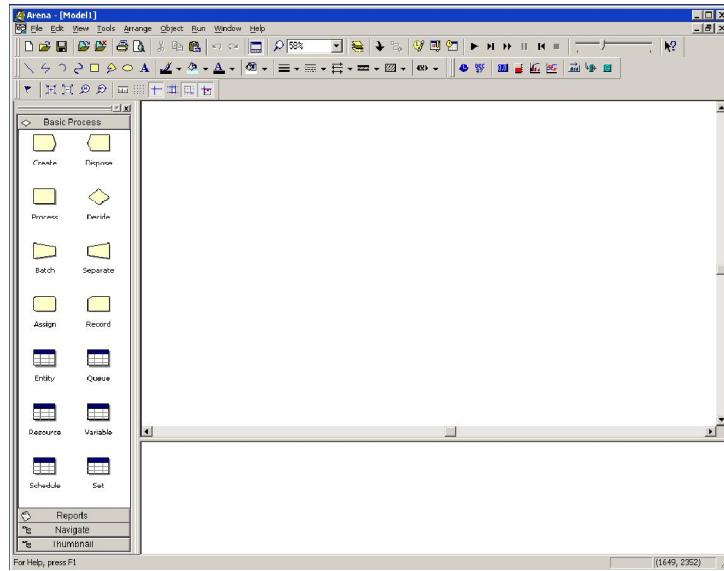 Arena - [Model1]
File Edit View Tools Arrange Object Run Window Help
58%
A
Basic Process
Create Dispose
Process Decide
Batch Separate
Assign Record
Entity Queue
Resource Variable
Schedule Set
Reports
Navigate
Thumbnail
For Help, press F1
(1649, 2352)